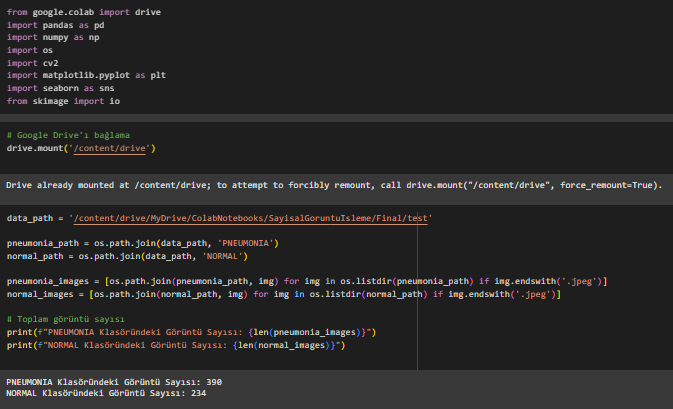 from google.colab import drive
import pandas as pd
import numpy as np
import os
import cv2
import matplotlib.pyplot as plt
import seaborn as sns
from skimage import io
# Google Drive'ı bağlama
drive.mount('/content/drive')
Drive already mounted at /content/drive; to attempt to forcibly remount, call drive.mount("/content/drive", force_remount=True).
data_path = '/content/drive/MyDrive/ColabNotebooks/SayisalGoruntuIsleme/Final/test'
pneumonia_path = os.path.join(data_path, 'PNEUMONIA')
normal_path = os.path.join(data_path, 'NORMAL')
pneumonia_images = [os.path.join(pneumonia_path, img) for img in os.listdir(pneumonia_path) if img.endswith('.jpeg')]
normal_images = [os.path.join(normal_path, img) for img in os.listdir(normal_path) if img.endswith('.jpeg')]
# Toplam görüntü sayısı
print(f"PNEUMONIA Klasöründeki Görüntü Sayısı: {len(pneumonia_images)}")
print(f"NORMAL Klasöründeki Görüntü Sayısı: {len(normal_images)}")
PNEUMONIA Klasöründeki Görüntü Sayısı: 390
NORMAL Klasöründeki Görüntü Sayısı: 234